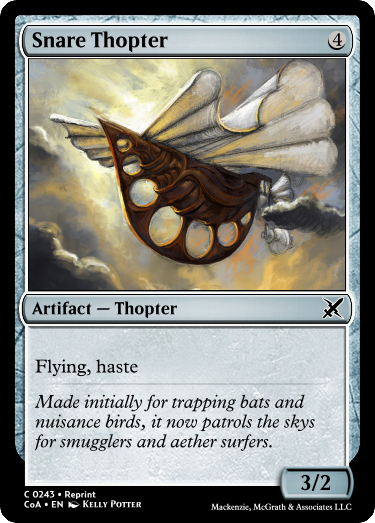 Snare Thopter 4
Artifact — Thopter
Flying, haste
Made initially for trapping bats and
nuisance birds, it now patrols the skys
for smugglers and aether surfers.
3/2
C 0243 • Reprint
CoA • EN Kelly Potter
Mackenzie, McGrath & Associates LLC